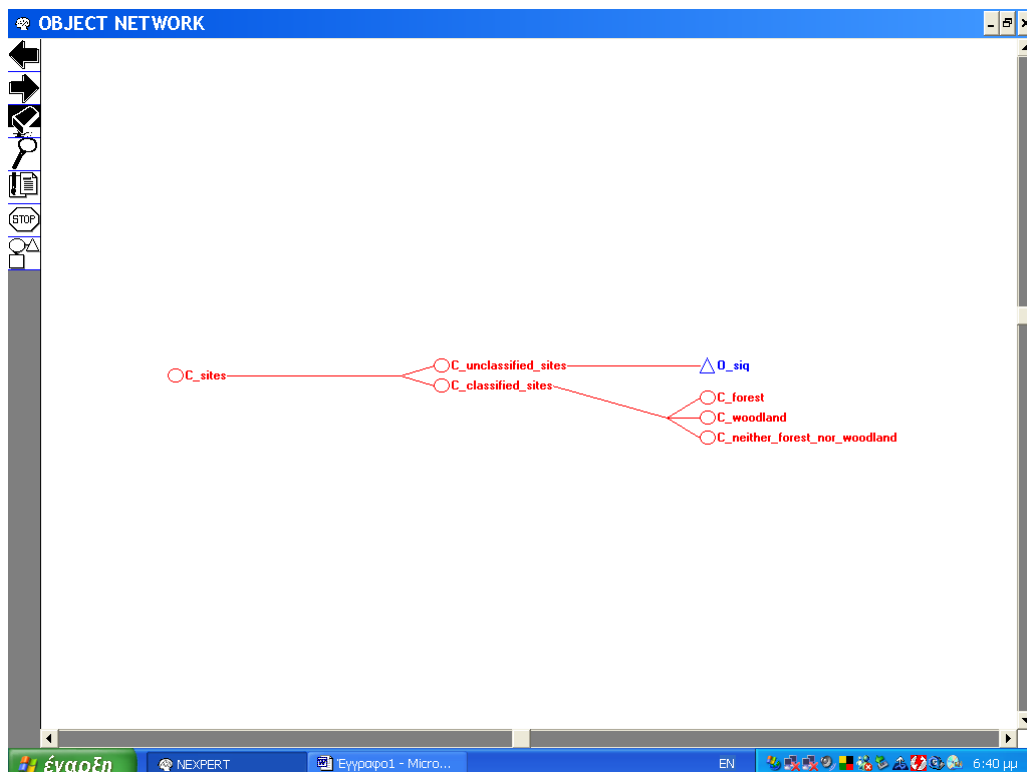 OBJECT NETWORK
STOP
C_sites
C_unclassified_sites
O_siq
C_classified_sites
C_forest
C_woodland
C_neither_forest_nor_woodland
έναρξη
NEXPERT
Έγγραφο1 - Micro...
EN
6:40 μμ